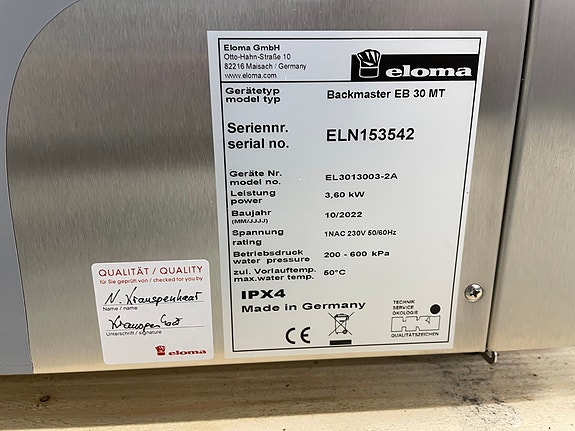 Eloma GmbH
Otto-Hahn-Straße 10
82216 Maisach / Germany
www.eloma.com
eloma
Gerätetyp
model typ
Backmaster EB 30 MT
Seriennr.
serial no.
ELN153542
Geräte Nr.
model no.
EL3013003-2A
Leistung
power
3,60 kW
Baujahr
(MM/JJJJ)
10/2022
Spannung
rating
1NAC 230V 50/60Hz
Betriebsdruck
water pressure
200 - 600 kPa
zul. Vorlauftemp.
max.water temp.
50°C
IPX4
Made in Germany
CE
TECHNIK
SERVICE
ÖKOLOGIE
QUALITÄTSZEICHEN
QUALITÄT / QUALITY
für Sie geprüft von / checked for you by
N.
Name / name
Unterschrift / signature
eloma